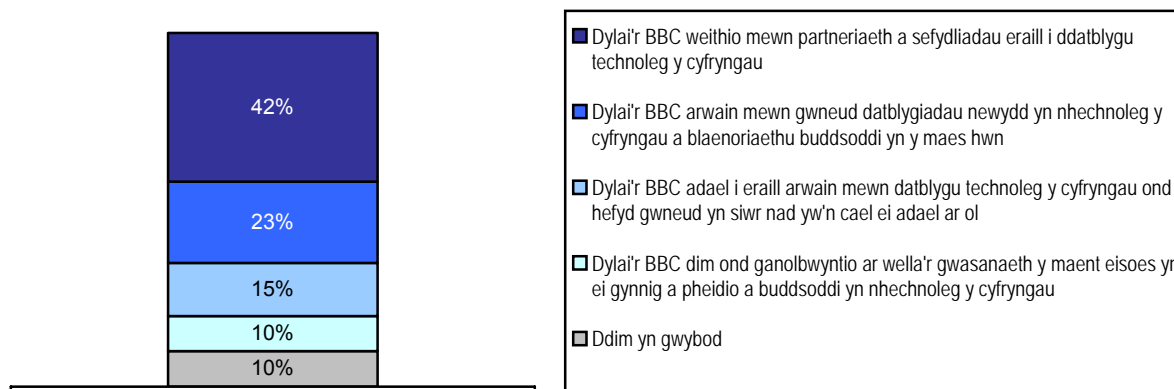 42%
23%
15%
10%
10%
Dylai'r BBC weithio mewn partneriaeth a sefydliadau eraill i ddatblygu
technoleg y cyfryngau
Dylai'r BBC arwain mewn gwneud datblygiadau newydd yn nhechnoleg y
cyfryngau a blaenoriaethu buddsoddi yn y maes hwn
Dylai'r BBC adael i eraill arwain mewn datblygu technoleg y cyfryngau ond
hefyd gwneud yn siwr nad yw'n cael ei adael ar ol
Dylai'r BBC dim ond ganolbwyntio ar wella'r gwasanaeth y maent eisoes yn
ei gynnig a pheidio a buddsoddi yn nhechnoleg y cyfryngau
Ddim yn gwybod